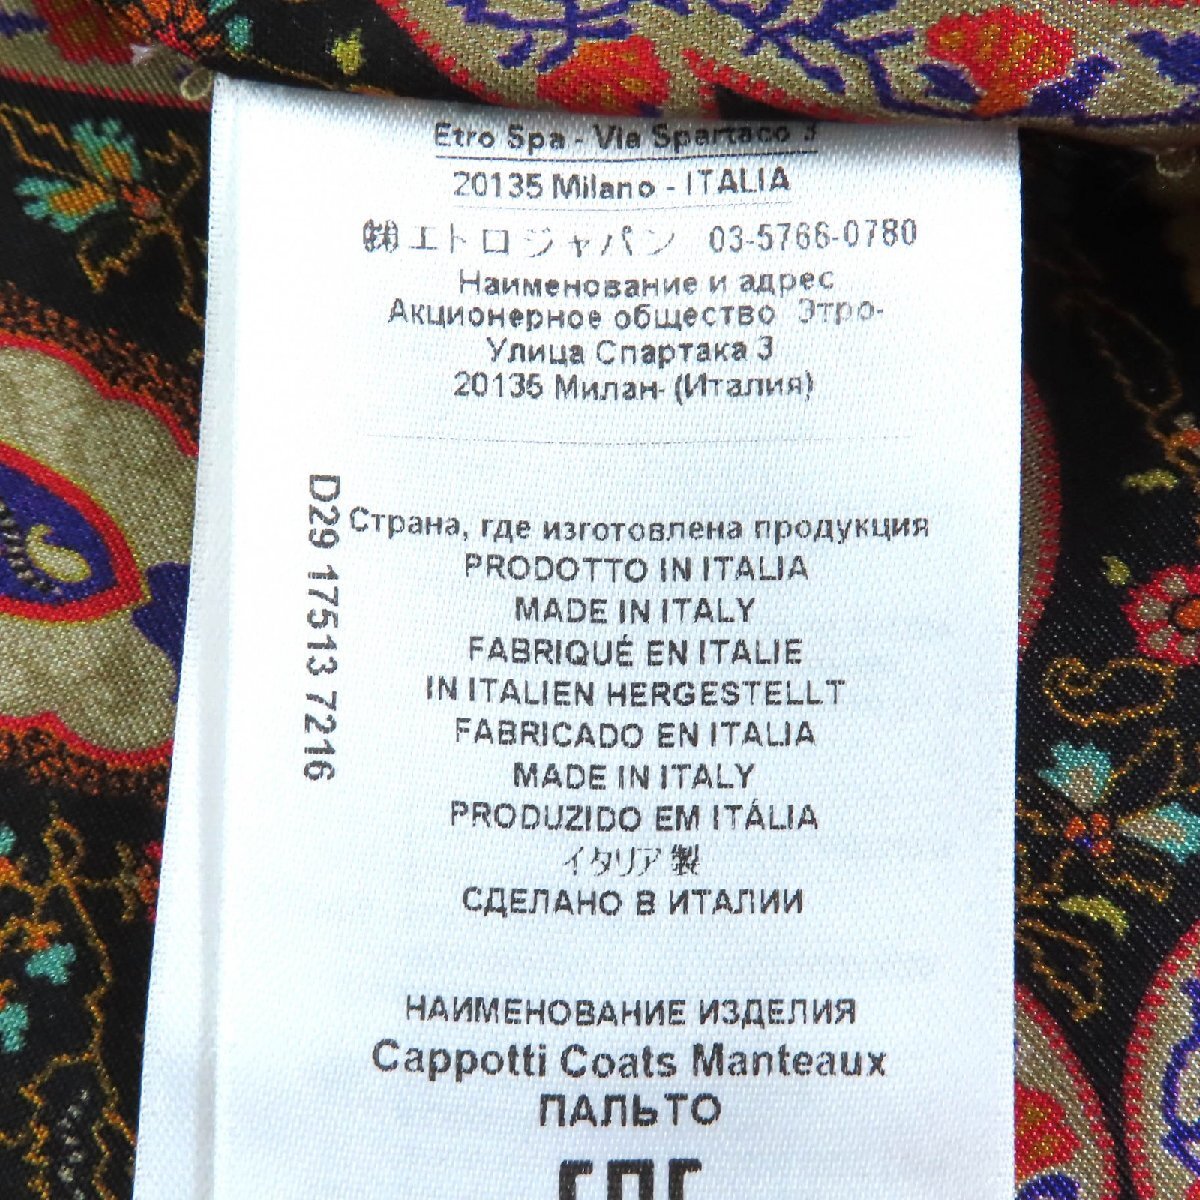 Etro Spa - Via Spartaco 3
20135 Milano - ITALIA
㈱エトロジャパン 03-5766-0780
Наименование и адрес
Акционерное общество Этро-
Улица Спартака 3
20135 Милан- (Италия)
D29 17513 7216
Страна, где изготовлена продукция
PRODOTTO IN ITALIA
MADE IN ITALY
FABRIQUÉ EN ITALIE
IN ITALIEN HERGESTELLT
FABRICADO EN ITALIA
MADE IN ITALY
PRODUZIDO EM ITÁLIA
イタリア製
СДЕЛАНО В ИТАЛИИ
НАИМЕНОВАНИЕ ИЗДЕЛИЯ
Cappotti Coats Manteaux
ПАЛЬТО